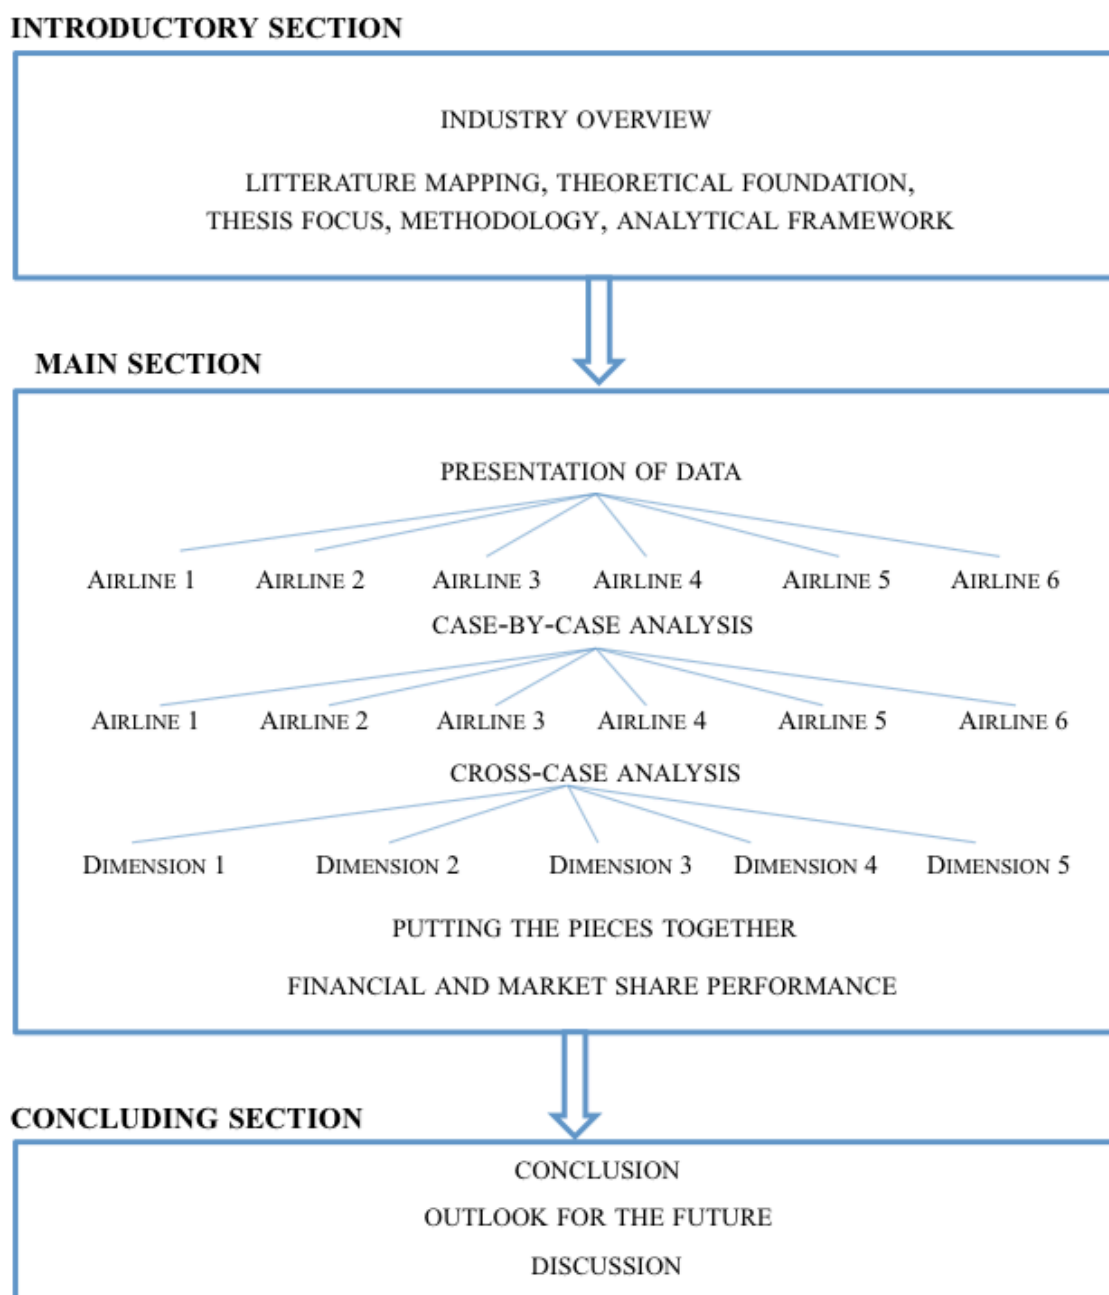 INTRODUCTORY SECTION
INDUSTRY OVERVIEW
LITTERATURE MAPPING, THEORETICAL FOUNDATION,
THESIS FOCUS, METHODOLOGY, ANALYTICAL FRAMEWORK
MAIN SECTION
PRESENTATION OF DATA
AIRLINE 1 AIRLINE 2 AIRLINE 3 AIRLINE 4 AIRLINE 5 AIRLINE 6
CASE-BY-CASE ANALYSIS
AIRLINE 1 AIRLINE 2 AIRLINE 3 AIRLINE 4 AIRLINE 5 AIRLINE 6
CROSS-CASE ANALYSIS
DIMENSION 1 DIMENSION 2 DIMENSION 3 DIMENSION 4 DIMENSION 5
PUTTING THE PIECES TOGETHER
FINANCIAL AND MARKET SHARE PERFORMANCE
CONCLUDING SECTION
CONCLUSION
OUTLOOK FOR THE FUTURE
DISCUSSION